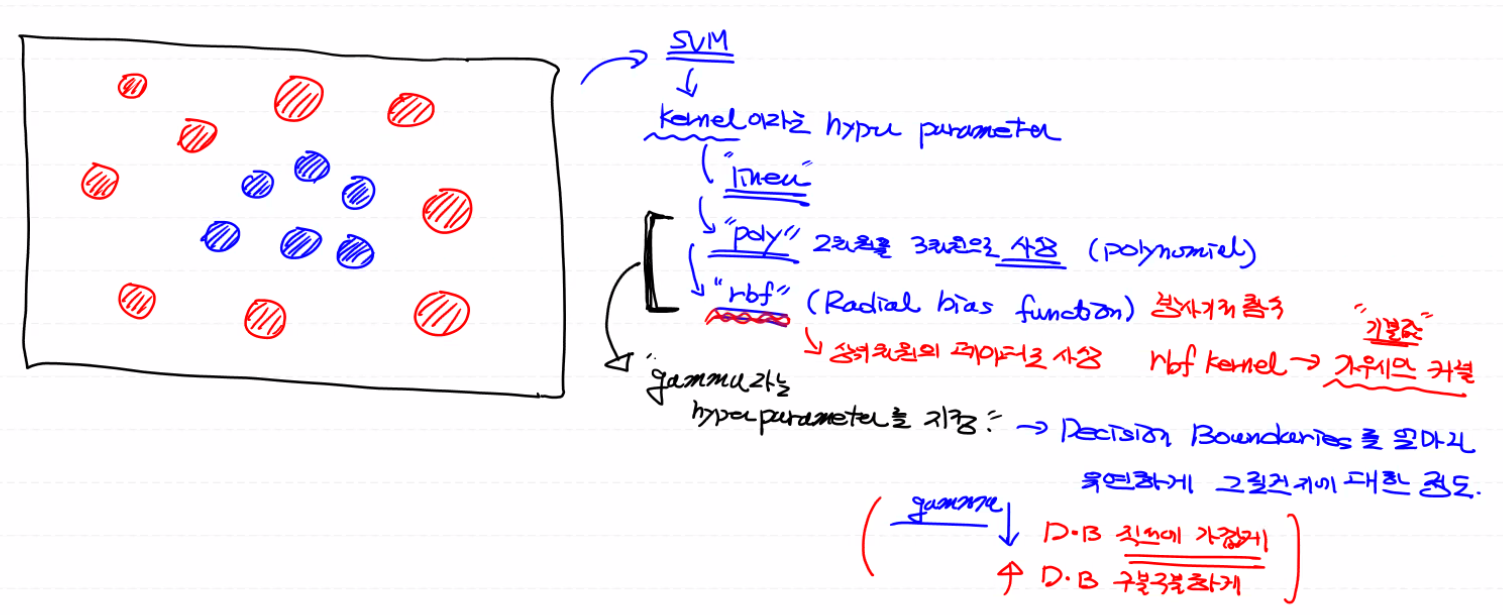 SVM
kernel이라는 hyper parameter
"linear"
"poly" 2차원를 3차원으로 사상 (polynomial)
"rbf" (Radial bias function) 방사기저함수
"기본값"
상위차원의 데이터로 사상 rbf kernel → 가우시안 커널
"gamma라는
hyperparameter를 지정" → Decision Boundaries를 얼마나
유연하게 그릴건지에 대한 정도.
gamma ↓ D.B 직선에 가깝게
↑ D.B 구불구불하게